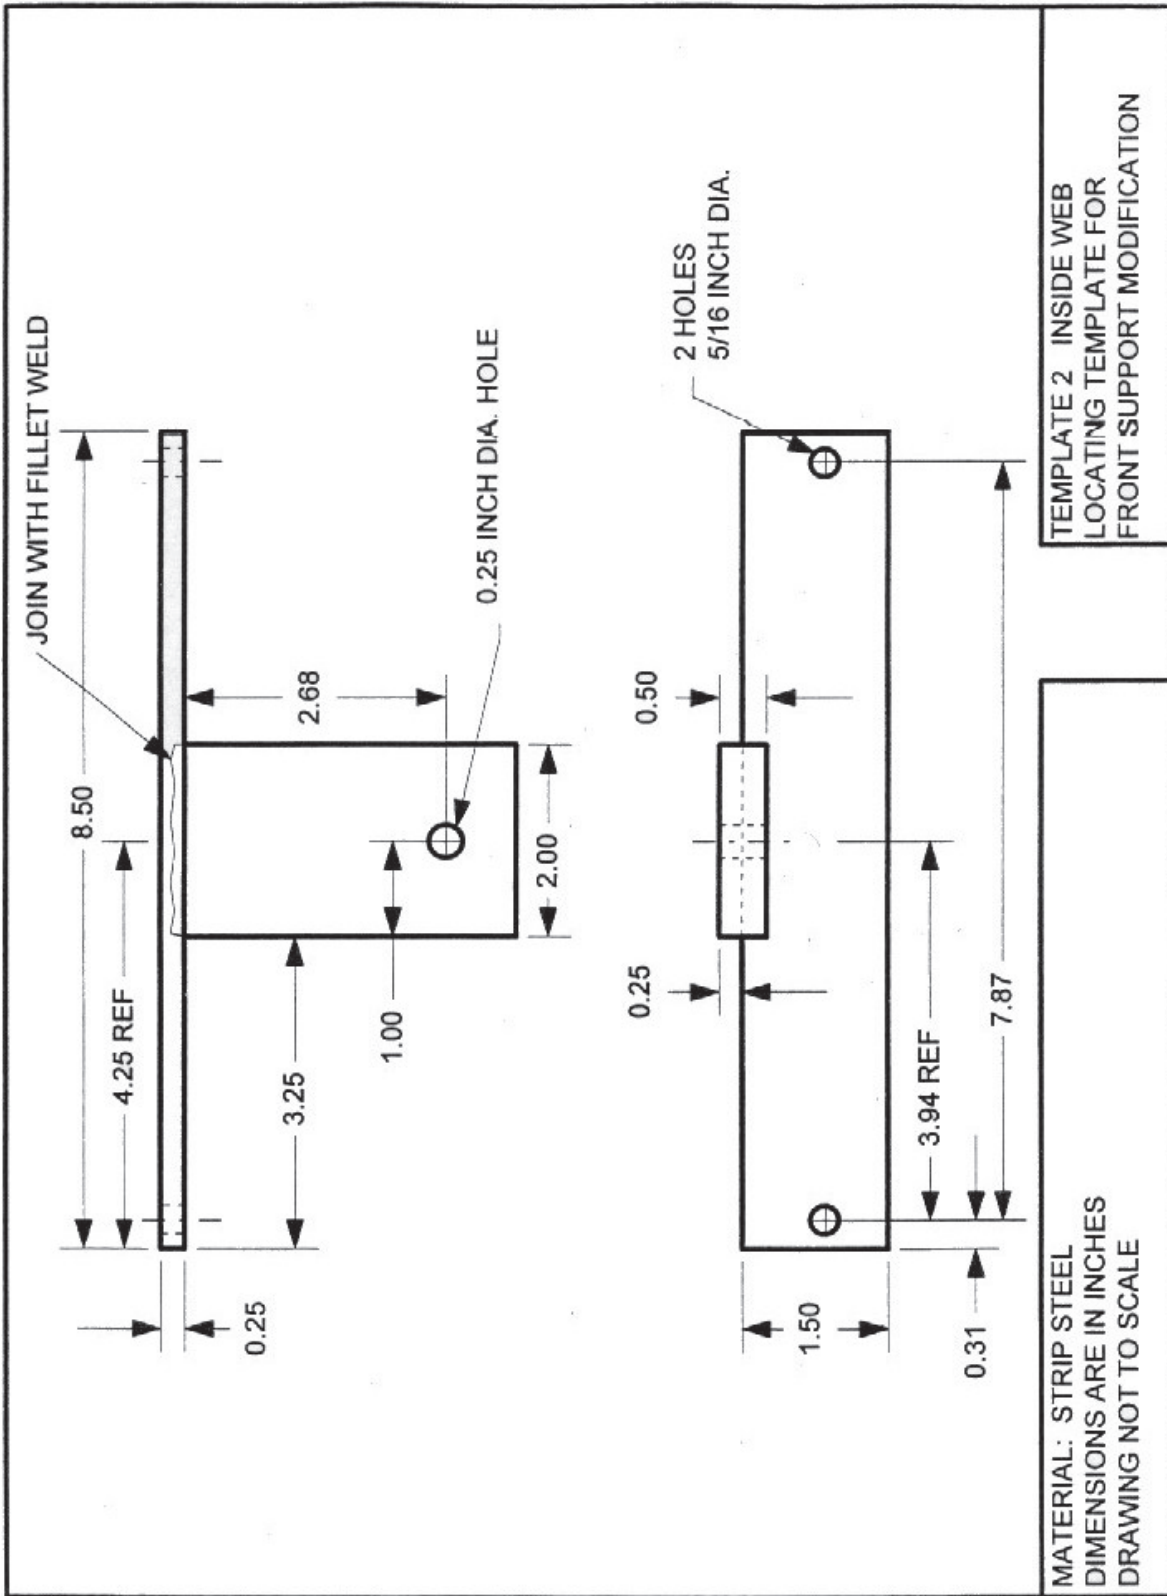 JOIN WITH FILLET WELD
8.50
4.25 REF
0.25
2.68
0.25 INCH DIA. HOLE
3.25
1.00
2.00
2 HOLES
5/16 INCH DIA.
0.25
0.50
1.50
3.94 REF
0.31
7.87
MATERIAL: STRIP STEEL
DIMENSIONS ARE IN INCHES
DRAWING NOT TO SCALE
TEMPLATE 2 INSIDE WEB
LOCATING TEMPLATE FOR
FRONT SUPPORT MODIFICATION